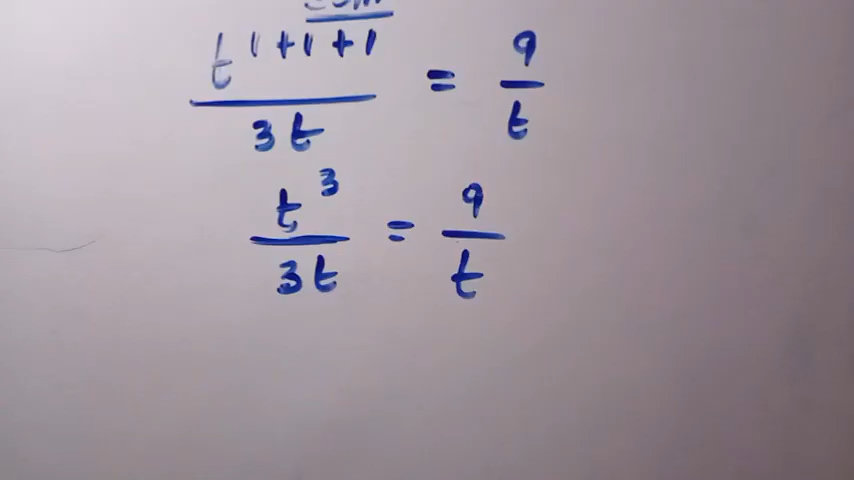 t^{1+1+1}/3t = 9/t
t^3/3t = 9/t